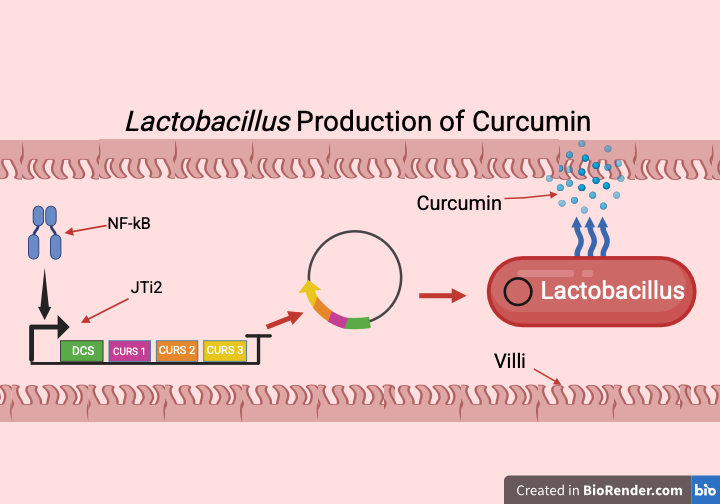 Lactobacillus Production of Curcumin
Curcumin
NF-kB
JTi2
Lactobacillus
DCS
CURS 1
CURS 2
CURS 3
Villi
Created in BioRender.com
bio